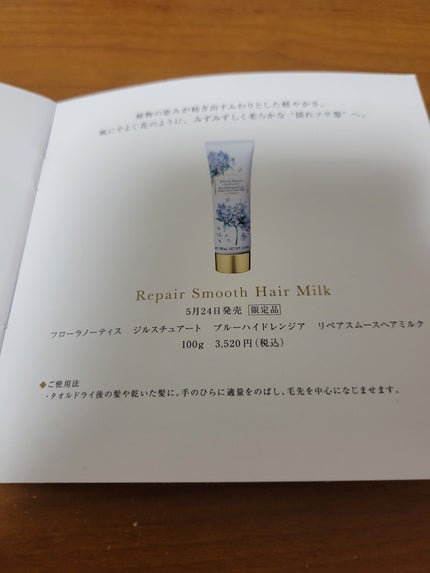 植物の恵みが紡ぎ出すふわりとした軽やかさ。
風にそよぐ花のように、みずみずしく柔らかな “揺れツヤ髪” へ。
Repair Smooth Hair Milk
5月24日発売 限定品
フローラノーティス ジルスチュアート ブルーハイドレンジア リペアスムースヘアミルク
100g 3,520円(税込)
◆ご使用法
・タオルドライ後の髪や乾いた髪に。手のひらに適量をのばし、毛先を中心になじませます。